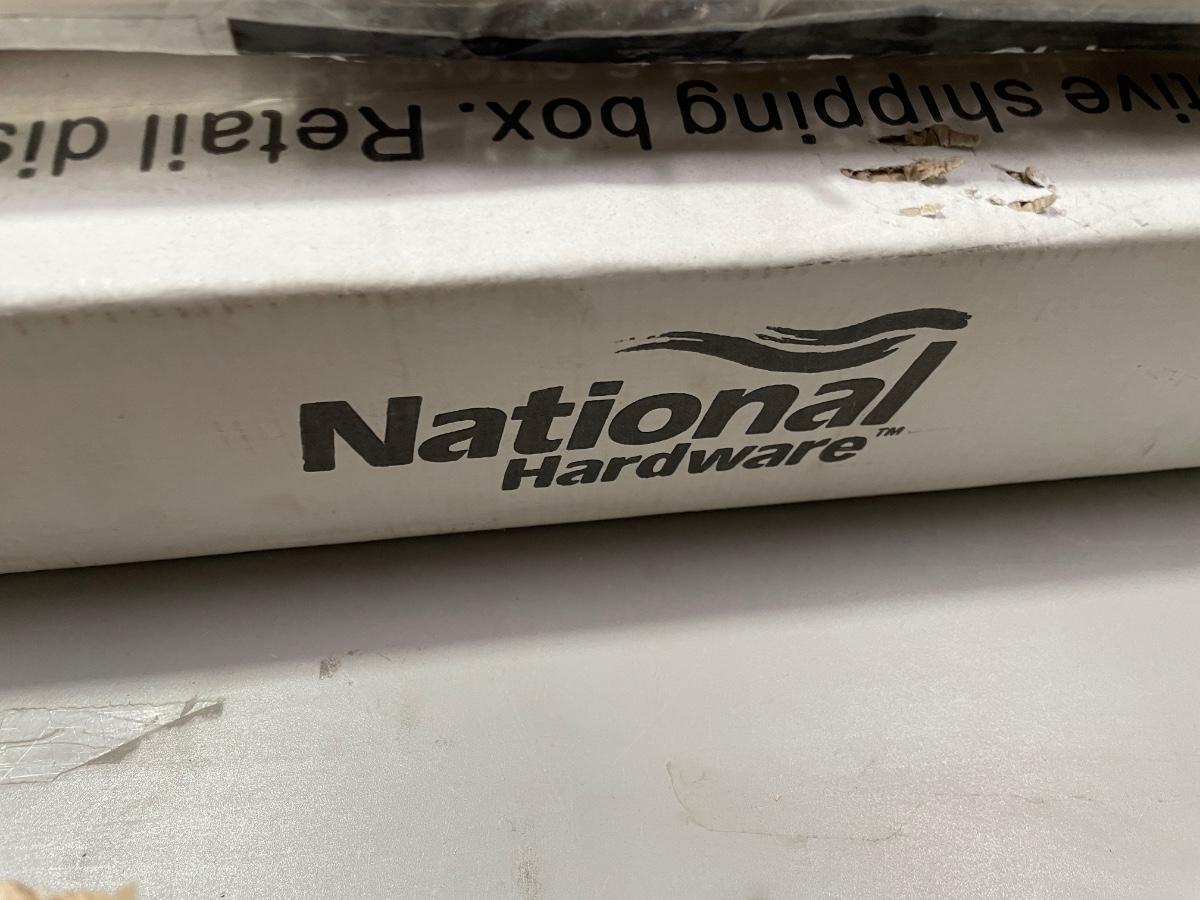 tive shipping box. Retail dis
National
Hardware™